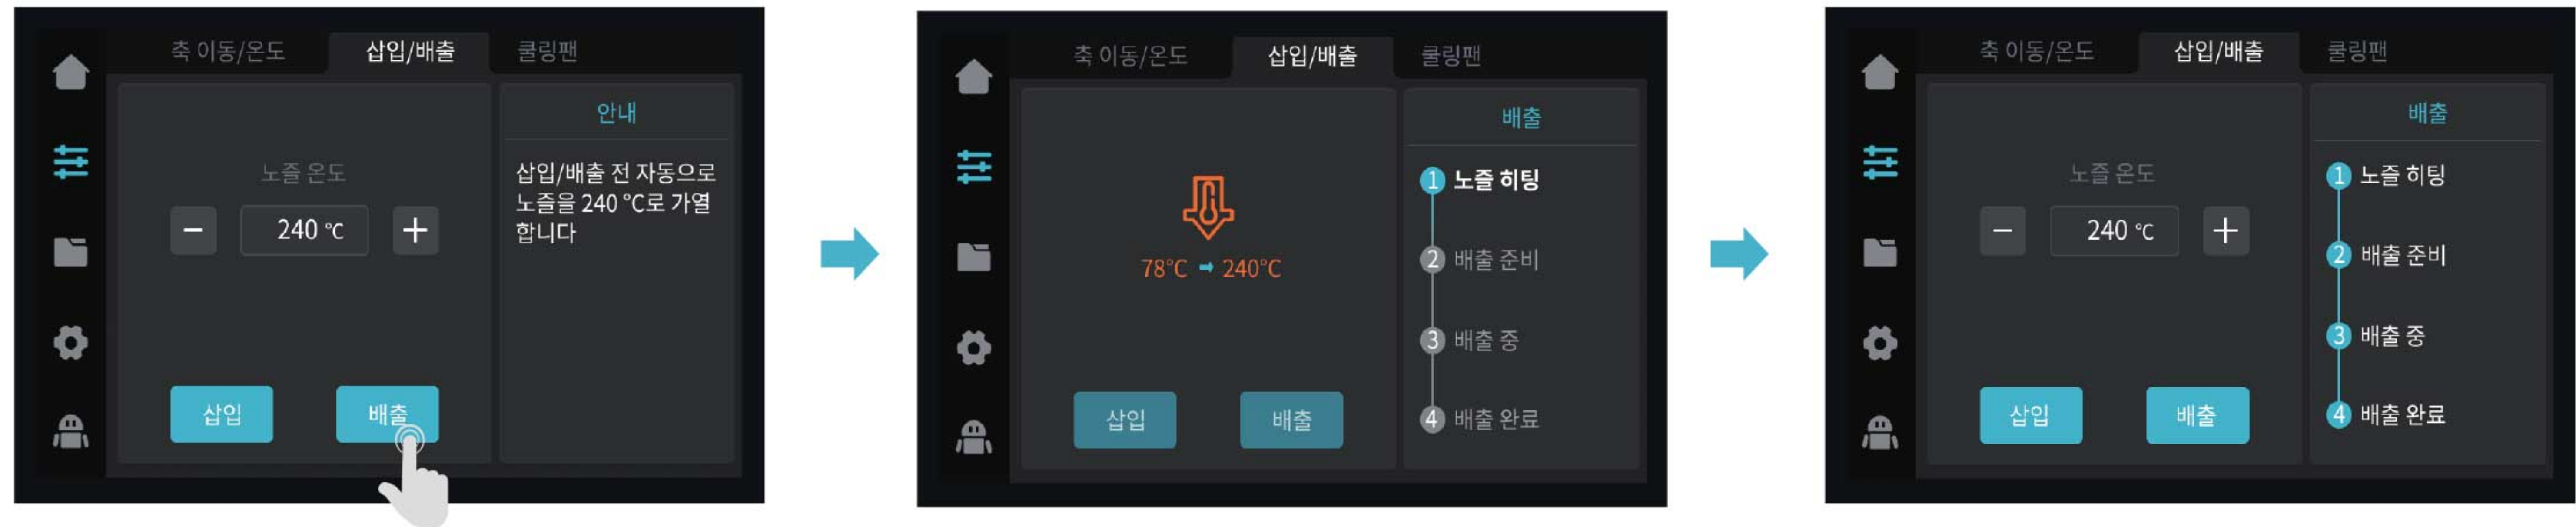 축 이동/온도 삽입/배출 쿨링팬
노즐 온도
− 240 °C +
삽입 배출
안내
삽입/배출 전 자동으로
노즐을 240 °C로 가열
합니다
축 이동/온도 삽입/배출 쿨링팬
78°C → 240°C
삽입 배출
배출
1 노즐 히팅
2 배출 준비
3 배출 중
4 배출 완료
축 이동/온도 삽입/배출 쿨링팬
노즐 온도
− 240 °C +
삽입 배출
배출
1 노즐 히팅
2 배출 준비
3 배출 중
4 배출 완료